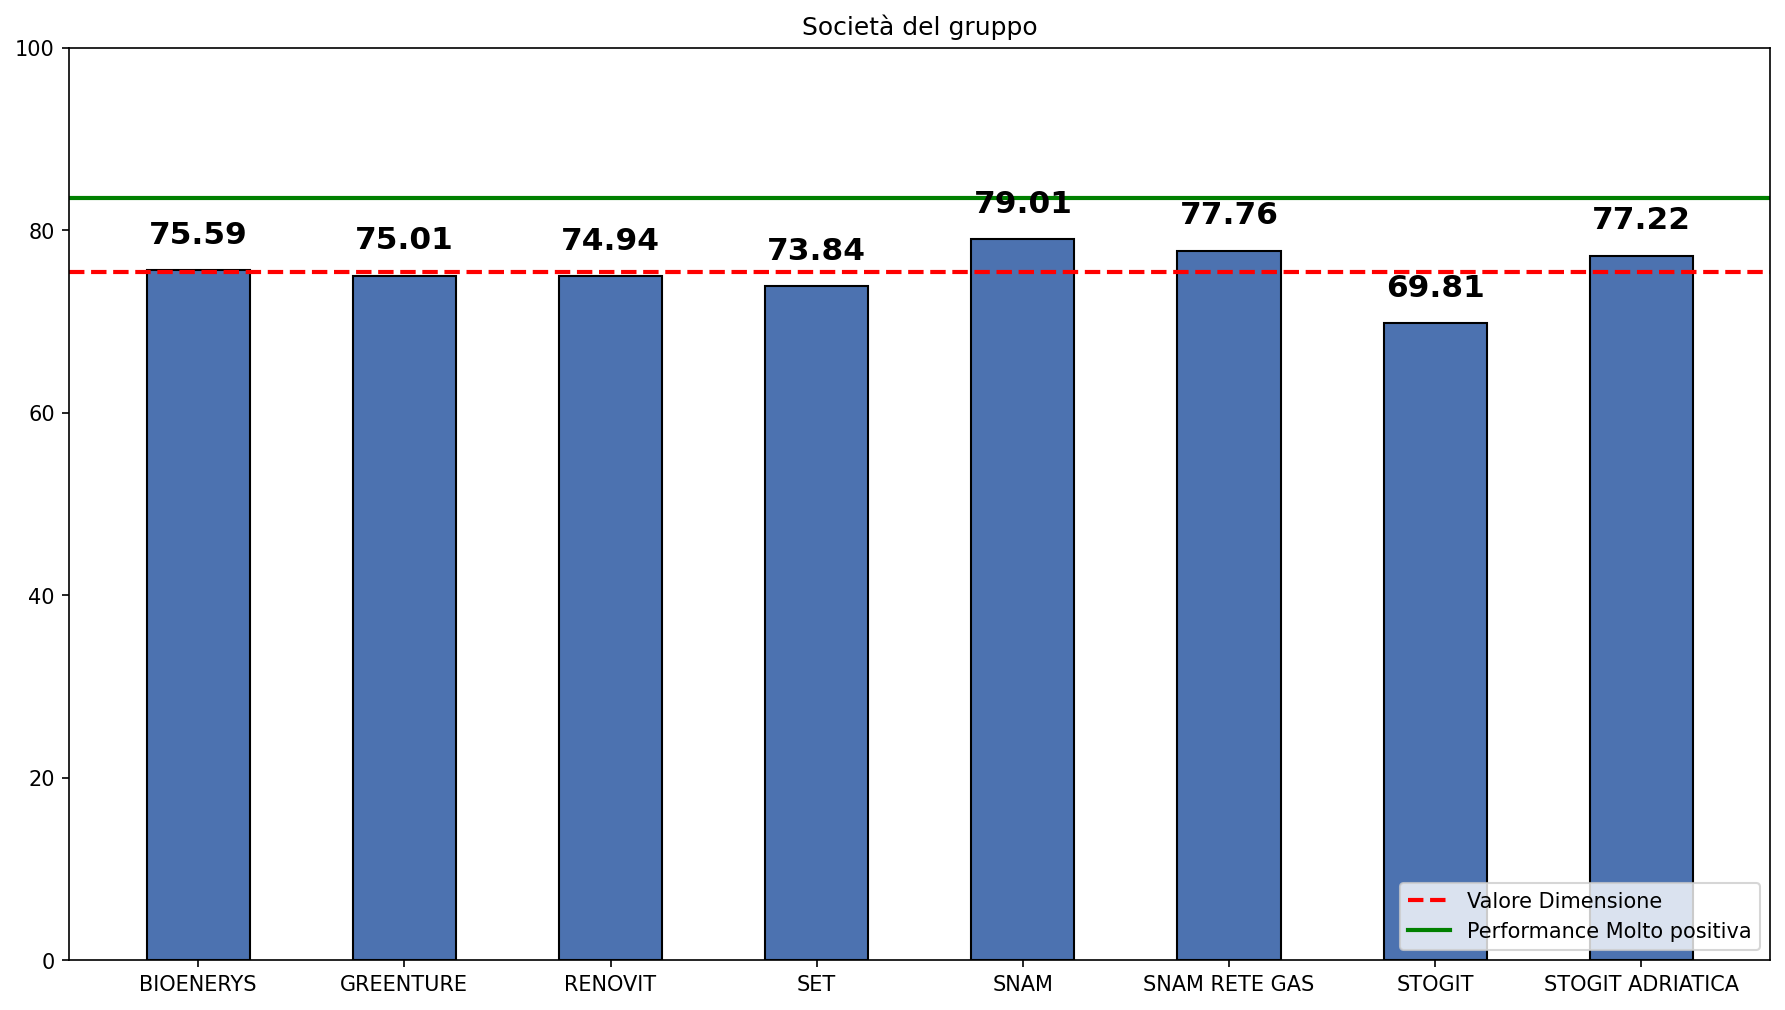 Società del gruppo
100
80
60
40
20
0
75.59
75.01
74.94
73.84
79.01
77.76
69.81
77.22
BIOENERYS
GREENTURE
RENOVIT
SET
SNAM
SNAM RETE GAS
STOGIT
STOGIT ADRIATICA
Valore Dimensione
Performance Molto positiva